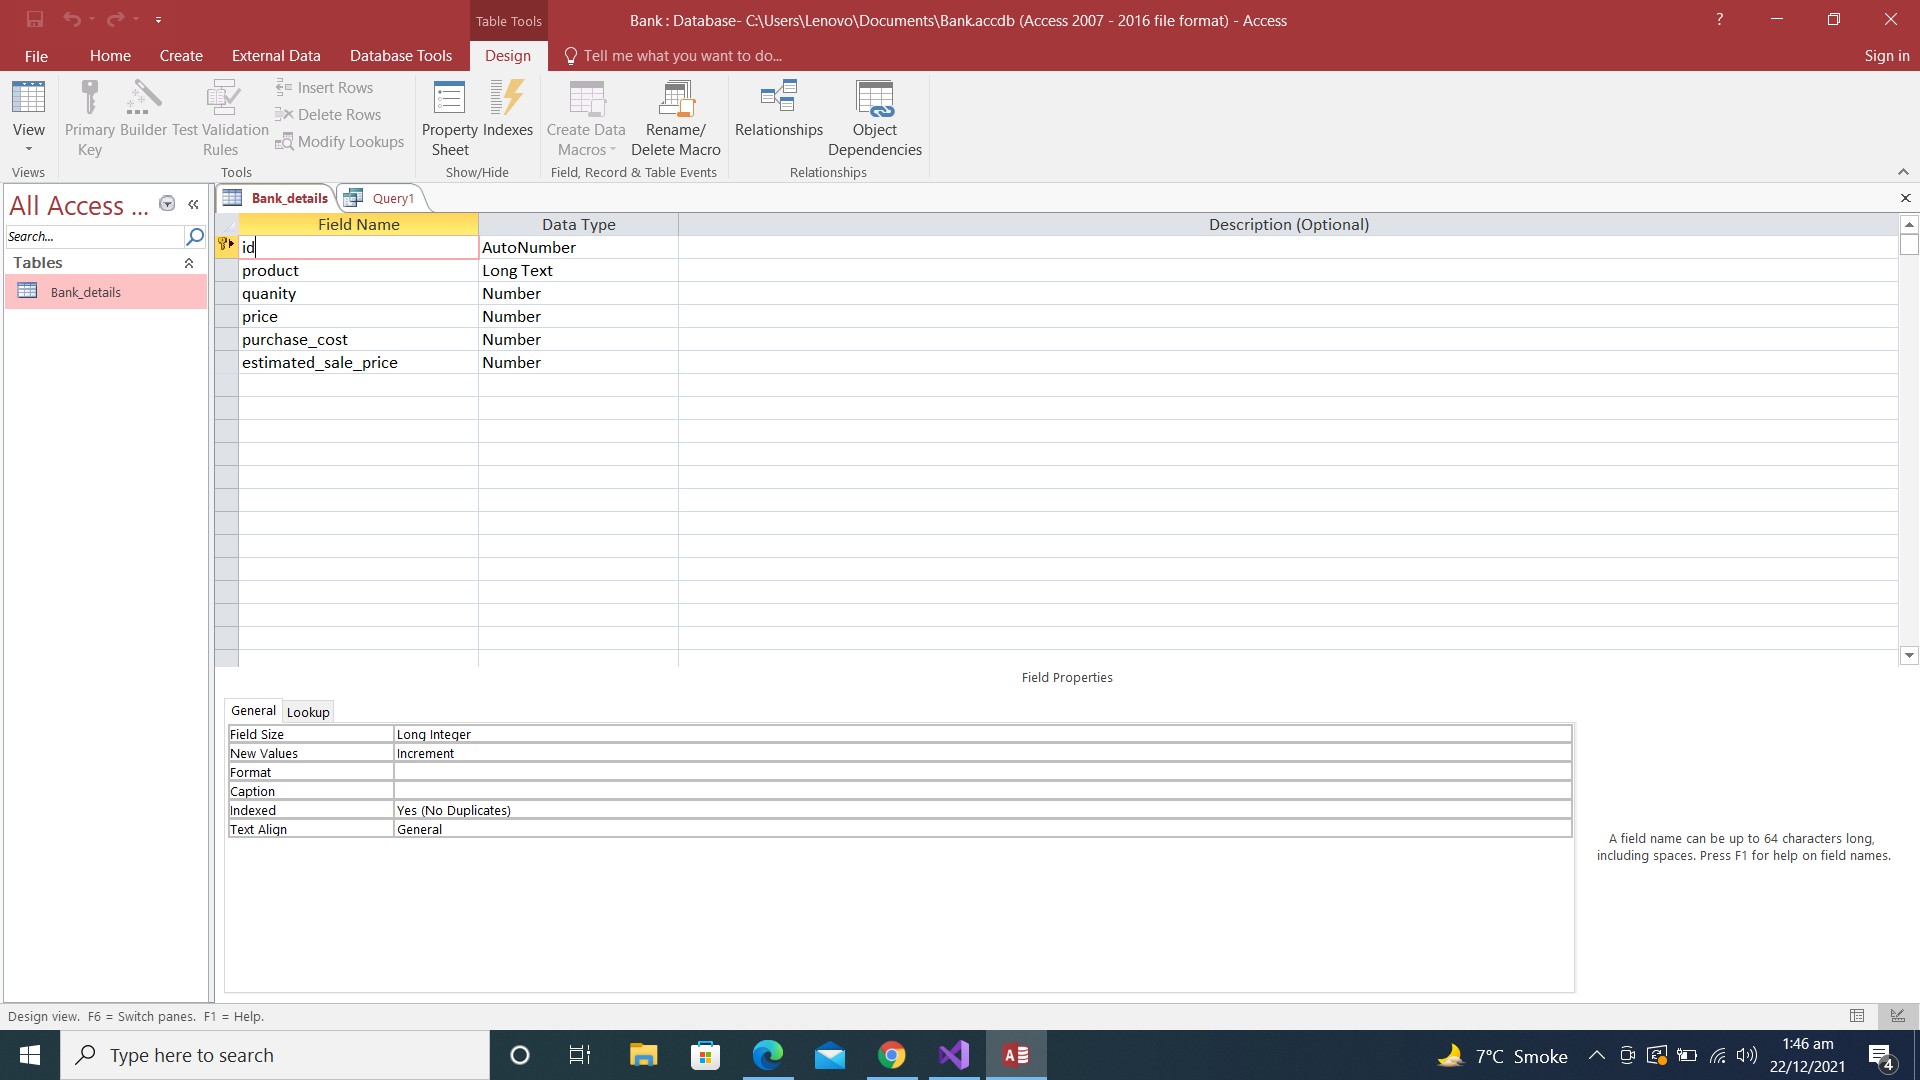 Table Tools
Bank : Database- C:\Users\Lenovo\Documents\Bank.accdb (Access 2007 - 2016 file format) - Access
?
File Home Create External Data Database Tools Design Tell me what you want to do... Sign in
View
Primary Key
Builder
Test Validation Rules
Insert Rows
Delete Rows
Modify Lookups
Property Sheet
Indexes
Create Data Macros
Rename/ Delete Macro
Relationships
Object Dependencies
Views Tools Show/Hide Field, Record & Table Events Relationships
All Access ...
Search...
Tables
Bank_details
Bank_details Query1
Field Name Data Type Description (Optional)
id AutoNumber
product Long Text
quanity Number
price Number
purchase_cost Number
estimated_sale_price Number
Field Properties
General Lookup
Field Size Long Integer
New Values Increment
Format
Caption
Indexed Yes (No Duplicates)
Text Align General
A field name can be up to 64 characters long,
including spaces. Press F1 for help on field names.
Design view. F6 = Switch panes. F1 = Help.
Type here to search
7°C Smoke
1:46 am
22/12/2021
4